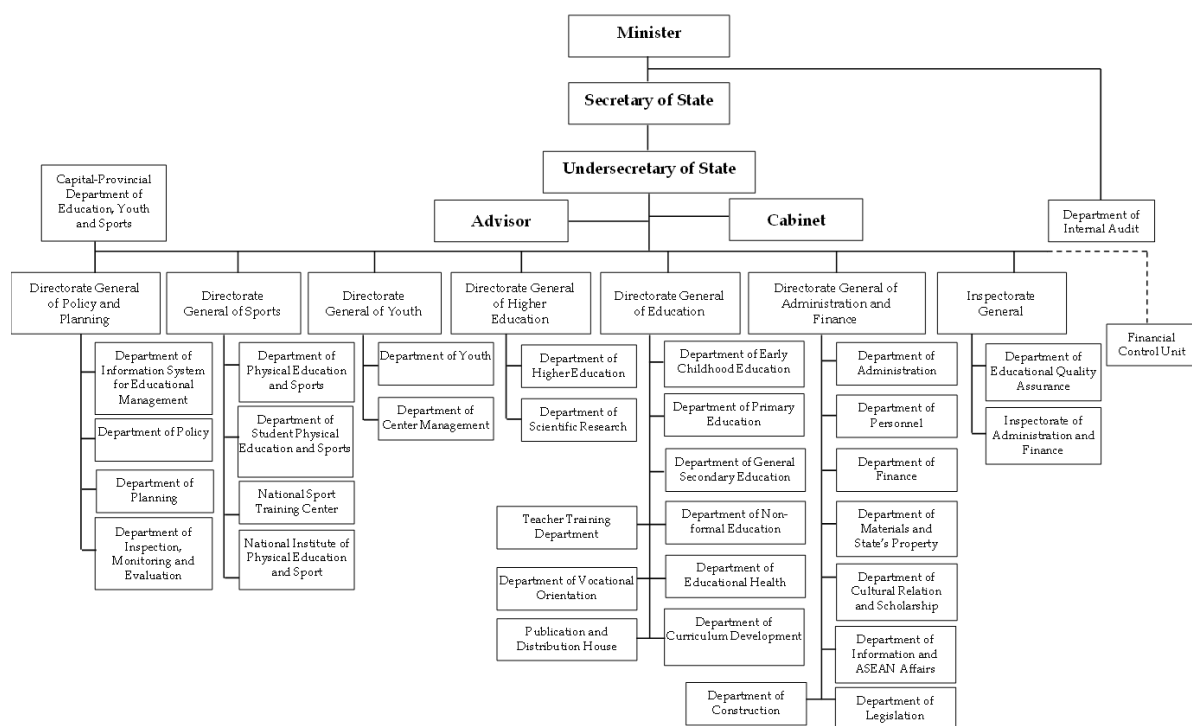 Minister
Secretary of State
Undersecretary of State
Capital-Provincial
Department of
Education, Youth
and Sports
Advisor
Cabinet
Department of
Internal Audit
Directorate General
of Policy and
Planning
Directorate
General of Sports
Directorate
General of Youth
Directorate General
of Higher
Education
Directorate General
of Education
Directorate General of
Administration and
Finance
Inspectorate
General
Financial
Control Unit
Department of
Information System
for Educational
Management
Department of Policy
Department of
Planning
Department of
Inspection,
Monitoring and
Evaluation
Department of
Physical Education
and Sports
Department of
Student Physical
Education and Sports
National Sport
Training Center
National Institute of
Physical Education
and Sport
Department of Youth
Department of
Center Management
Department of
Higher Education
Department of
Scientific Research
Department of Early
Childhood Education
Department of Primary
Education
Department of General
Secondary Education
Teacher Training
Department
Department of Non-
formal Education
Department of Vocational
Orientation
Department of
Educational Health
Publication and
Distribution House
Department of
Curriculum Development
Department of
Administration
Department of
Personnel
Department of
Finance
Department of
Materials and
State's Property
Department of
Cultural Relation
and Scholarship
Department of
Information and
ASEAN Affairs
Department of
Construction
Department of
Legislation
Department of
Educational Quality
Assurance
Inspectorate of
Administration and
Finance